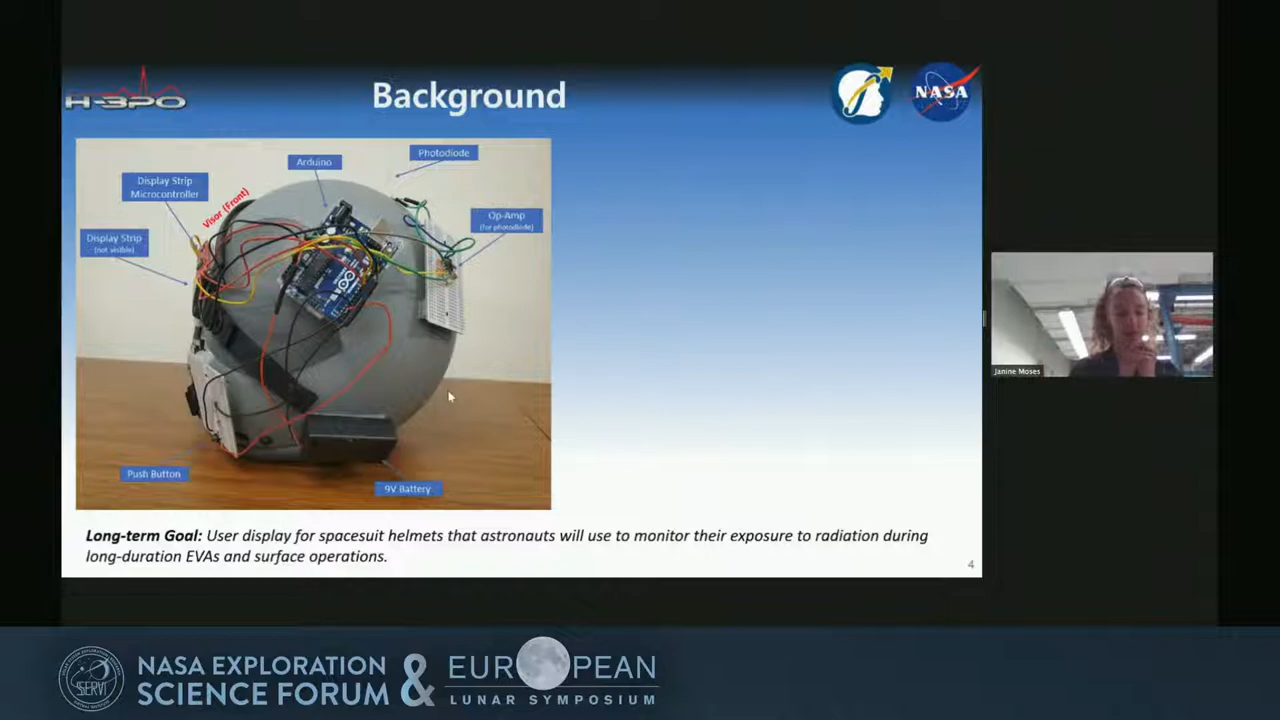 H-3PO
Background
NASA
Arduino
Photodiode
Display Strip
Microcontroller
Visor (Front)
Op-Amp
(for photodiode)
Display Strip
(not visible)
Push Button
9V Battery
Janine Moses
Long-term Goal: User display for spacesuit helmets that astronauts will use to monitor their exposure to radiation during
long-duration EVAs and surface operations.
4
SSERVI
NASA EXPLORATION
SCIENCE FORUM
&
EUROPEAN
LUNAR SYMPOSIUM